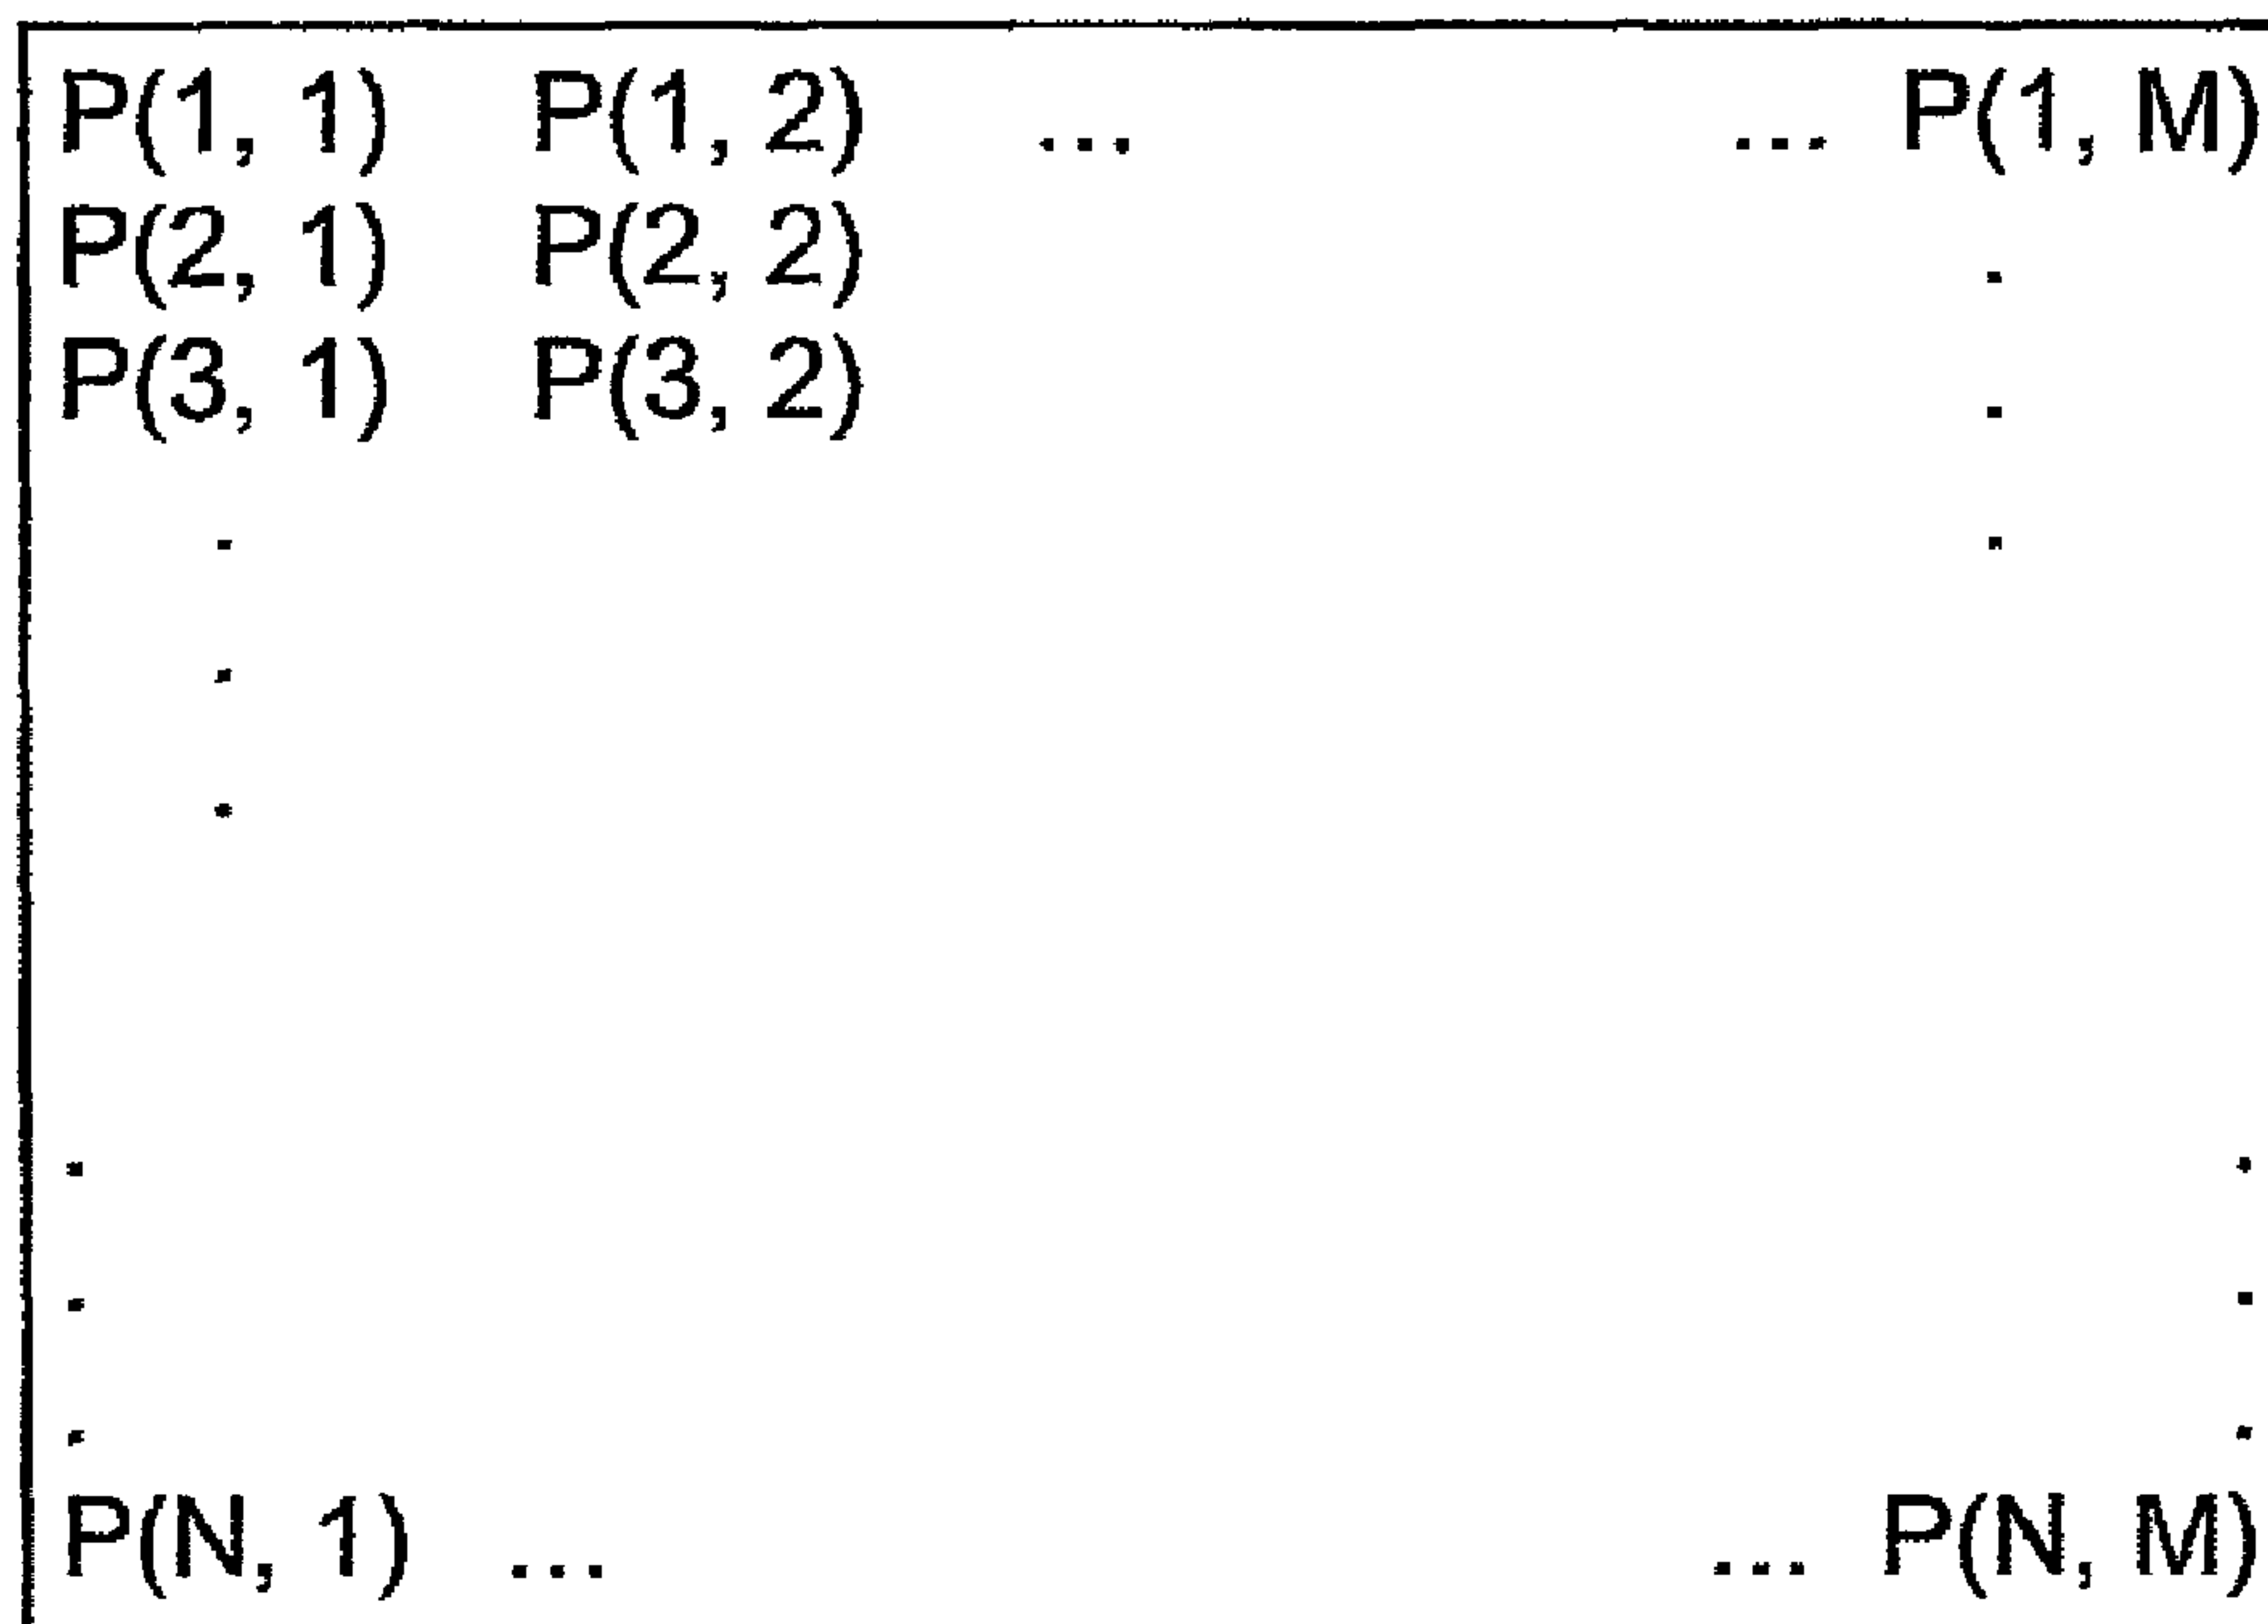 P(1, 1) P(1, 2) ... ... P(1, M)
P(2, 1) P(2, 2) .
P(3, 1) P(3, 2) .
. .
.
.
. .
. .
. .
P(N, 1) ... ... P(N, M)